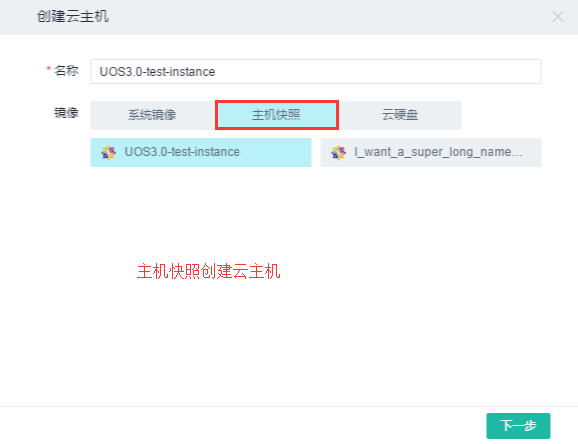 创建云主机
* 名称
UOS3.0-test-instance
镜像
系统镜像
主机快照
云硬盘
UOS3.0-test-instance
I_want_a_super_long_name...
主机快照创建云主机
下一步